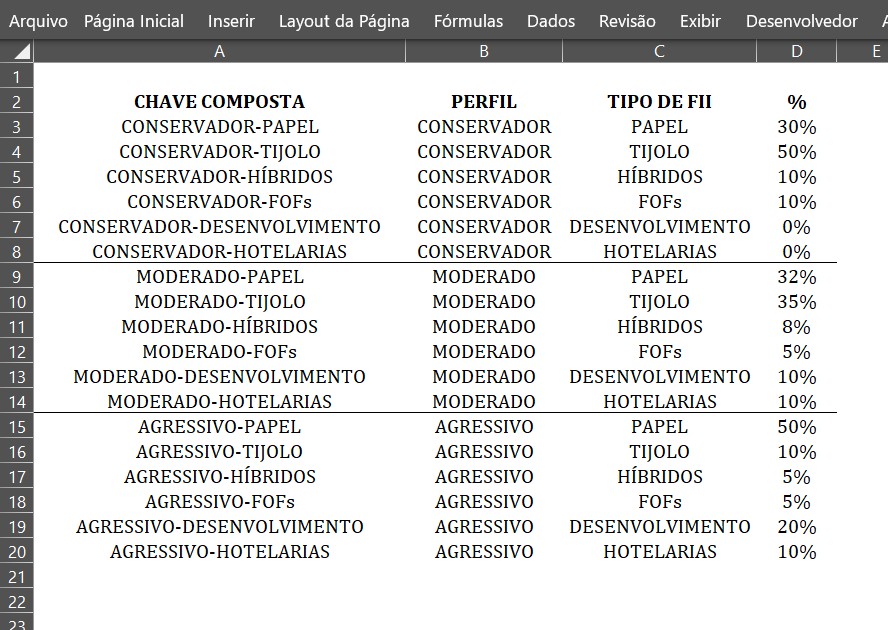 Arquivo Página Inicial Inserir Layout da Página Fórmulas Dados Revisão Exibir Desenvolvedor
A B C D E
1
2 CHAVE COMPOSTA PERFIL TIPO DE FII %
3 CONSERVADOR-PAPEL CONSERVADOR PAPEL 30%
4 CONSERVADOR-TIJOLO CONSERVADOR TIJOLO 50%
5 CONSERVADOR-HÍBRIDOS CONSERVADOR HÍBRIDOS 10%
6 CONSERVADOR-FOFs CONSERVADOR FOFs 10%
7 CONSERVADOR-DESENVOLVIMENTO CONSERVADOR DESENVOLVIMENTO 0%
8 CONSERVADOR-HOTELARIAS CONSERVADOR HOTELARIAS 0%
9 MODERADO-PAPEL MODERADO PAPEL 32%
10 MODERADO-TIJOLO MODERADO TIJOLO 35%
11 MODERADO-HÍBRIDOS MODERADO HÍBRIDOS 8%
12 MODERADO-FOFs MODERADO FOFs 5%
13 MODERADO-DESENVOLVIMENTO MODERADO DESENVOLVIMENTO 10%
14 MODERADO-HOTELARIAS MODERADO HOTELARIAS 10%
15 AGRESSIVO-PAPEL AGRESSIVO PAPEL 50%
16 AGRESSIVO-TIJOLO AGRESSIVO TIJOLO 10%
17 AGRESSIVO-HÍBRIDOS AGRESSIVO HÍBRIDOS 5%
18 AGRESSIVO-FOFs AGRESSIVO FOFs 5%
19 AGRESSIVO-DESENVOLVIMENTO AGRESSIVO DESENVOLVIMENTO 20%
20 AGRESSIVO-HOTELARIAS AGRESSIVO HOTELARIAS 10%
21
22
23